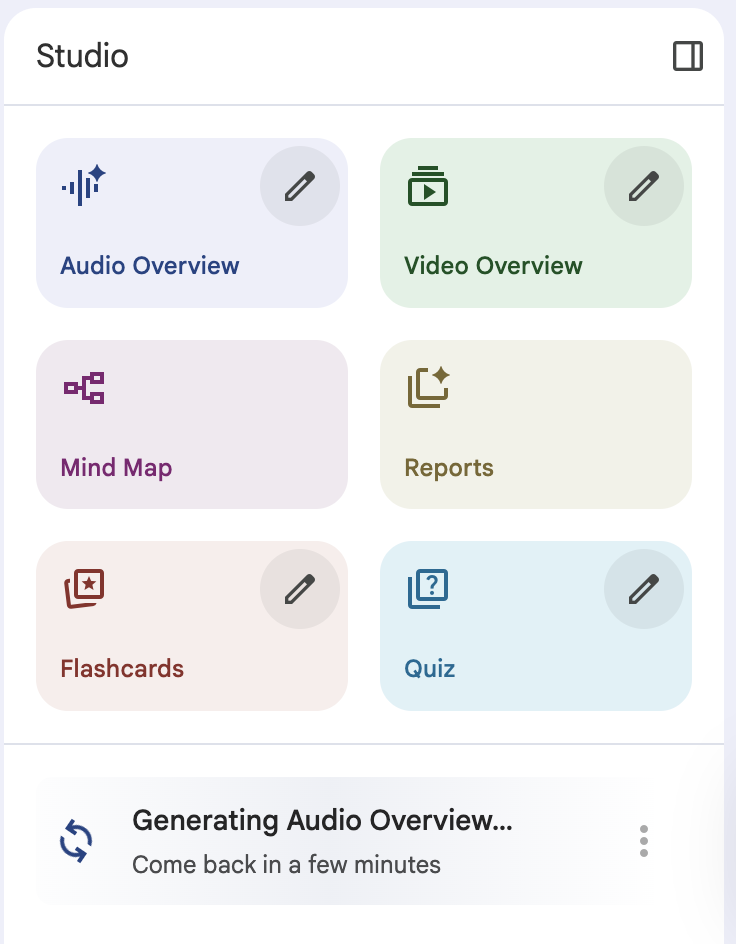 Studio
Audio Overview
Video Overview
Mind Map
Reports
Flashcards
?
Quiz
Generating Audio Overview...
Come back in a few minutes